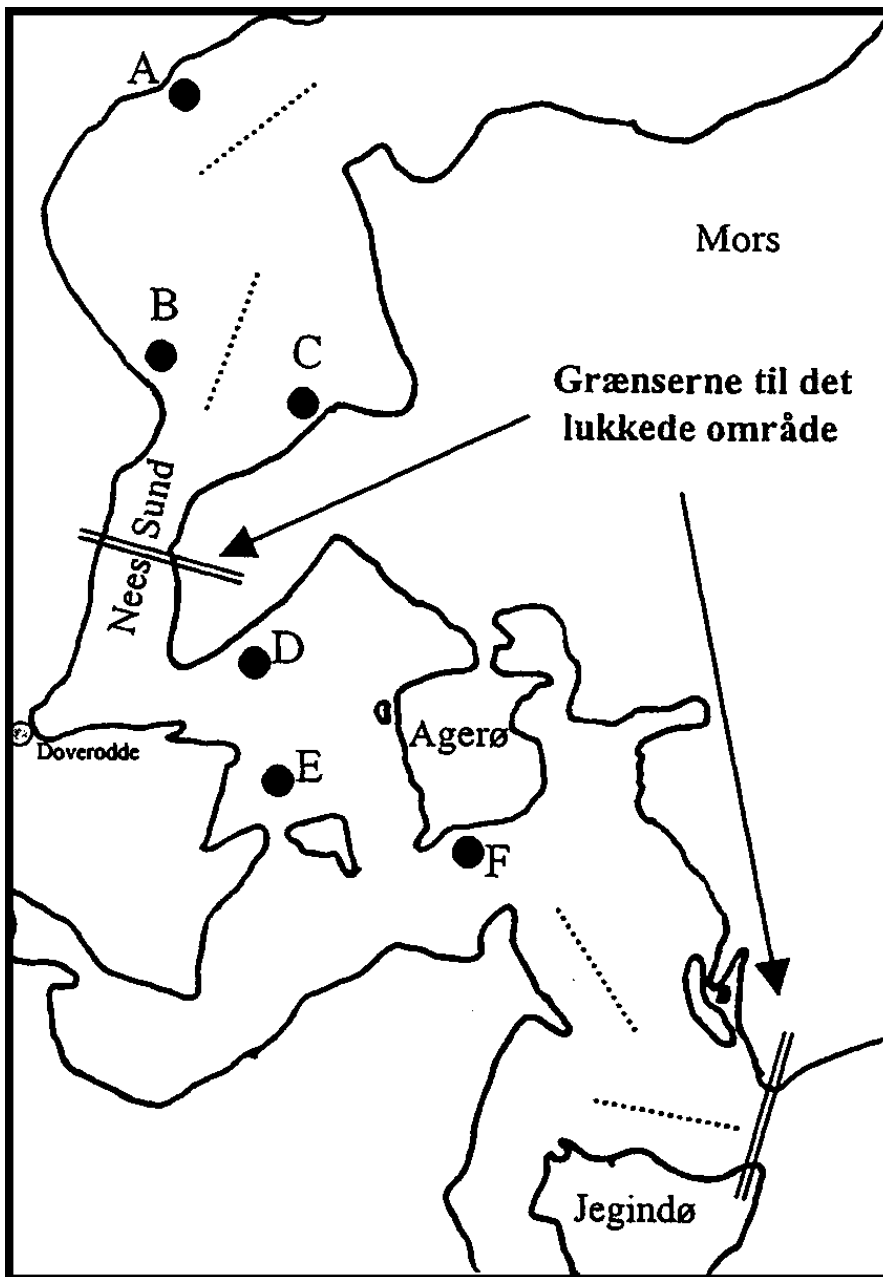 A
Mors
B
C
Grænserne til det
lukkede område
Nees Sund
D
Agerø
Doverodde
E
F
Jegindø